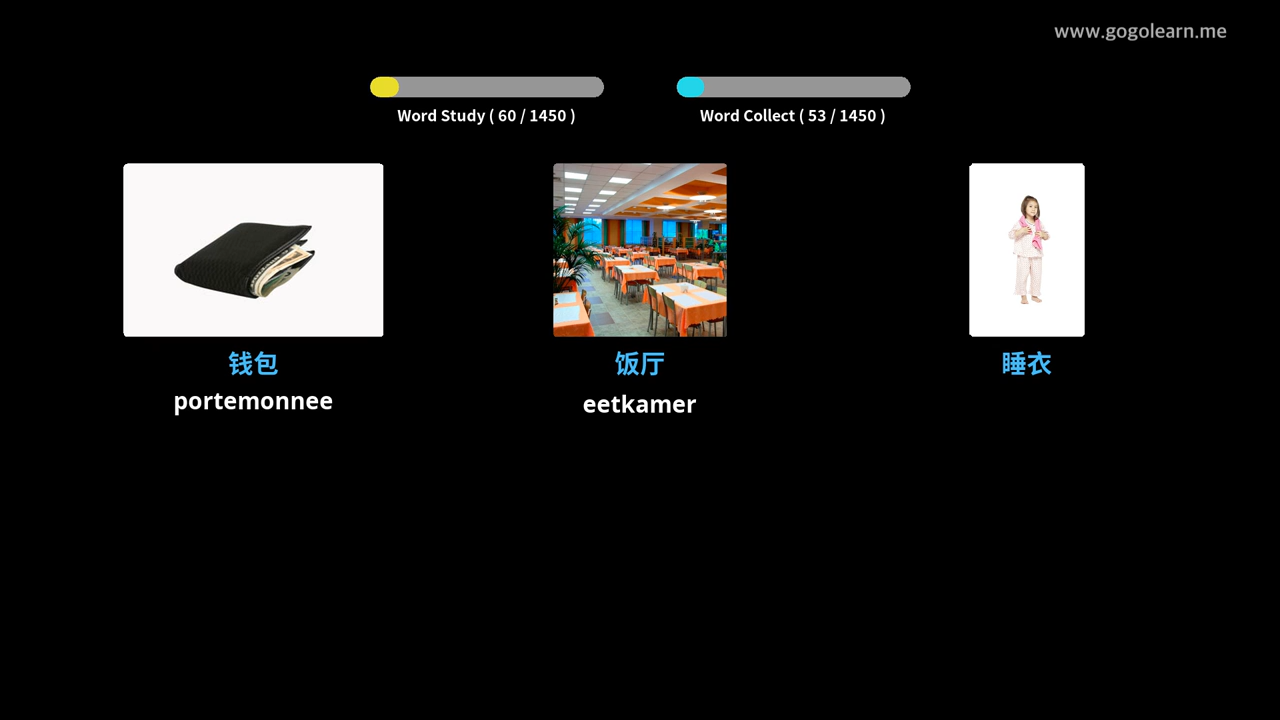 www.gogolearn.me
Word Study ( 60 / 1450 )
Word Collect ( 53 / 1450 )
钱包
portemonnee
饭厅
eetkamer
睡衣